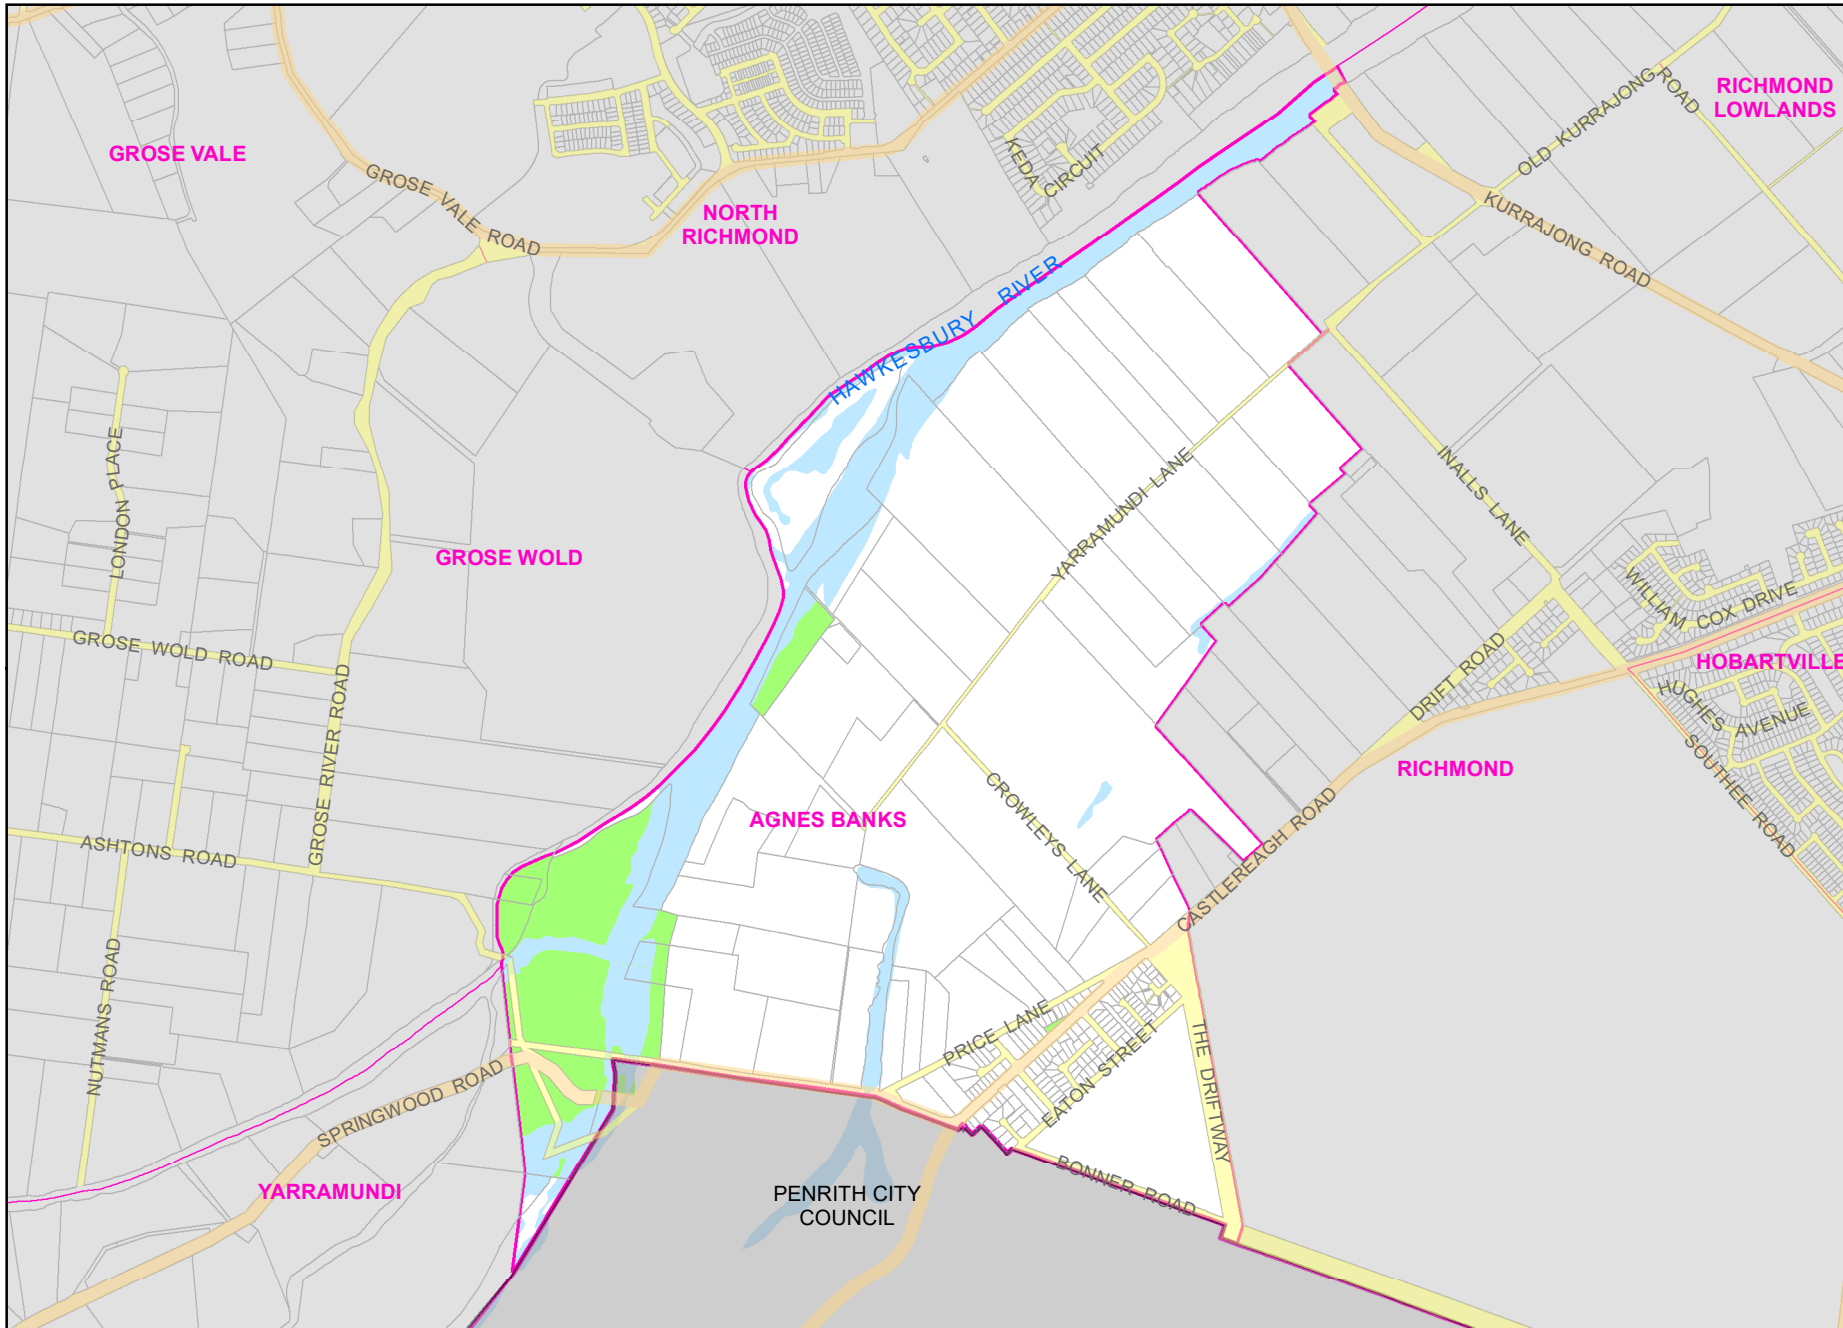 RICHMOND
LOWLANDS
GROSE VALE
KEDA CIRCUIT
OLD KURRAJONG ROAD
GROSE VALE ROAD
NORTH
RICHMOND
KURRAJONG ROAD
HAWKESBURY RIVER
LONDON PLACE
YARRAMUNDI LANE
INALLS LANE
GROSE WOLD
WILLIAM COX DRIVE
GROSE WOLD ROAD
DRIFT ROAD
HOBARTVILLE
HUGHES AVENUE
GROSE RIVER ROAD
RICHMOND
SOUTHEE ROAD
AGNES BANKS
CROWLEYS LANE
ASHTONS ROAD
CASTLEREAGH ROAD
NUTMANS ROAD
PRICE LANE
EATON STREET
THE DRIFTWAY
SPRINGWOOD ROAD
YARRAMUNDI
PENRITH CITY
COUNCIL
BONNER ROAD